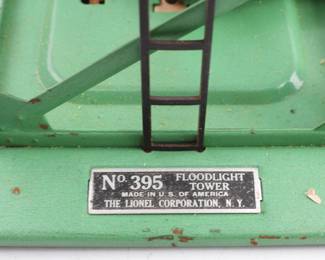 No. 395 FLOODLIGHT
TOWER
MADE IN U. S. OF AMERICA
THE LIONEL CORPORATION, N. Y.